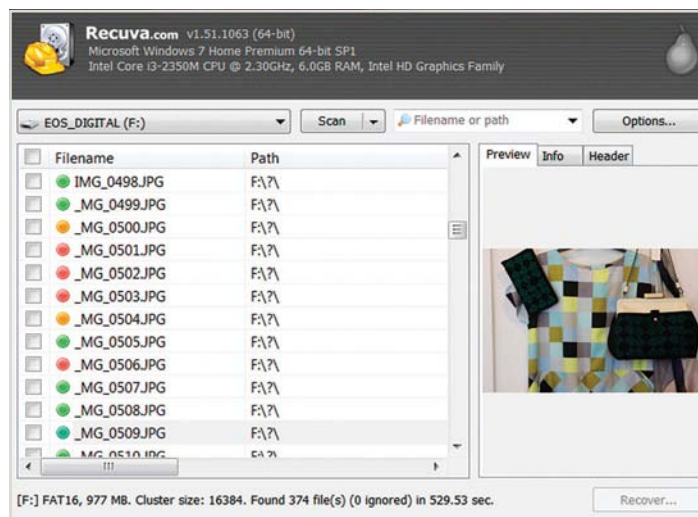 Recuva.com v1.51.1063 (64-bit)
Microsoft Windows 7 Home Premium 64-bit SP1
Intel Core i3-2350M CPU @ 2.30GHz, 6.0GB RAM, Intel HD Graphics Family
EOS_DIGITAL (F:) Scan Filename or path Options...
Filename Path Preview Info Header
IMG_0498.JPG F:\?\
_MG_0499.JPG F:\?\
_MG_0500.JPG F:\?\
_MG_0501.JPG F:\?\
_MG_0502.JPG F:\?\
_MG_0503.JPG F:\?\
_MG_0504.JPG F:\?\
_MG_0505.JPG F:\?\
_MG_0506.JPG F:\?\
_MG_0507.JPG F:\?\
_MG_0508.JPG F:\?\
_MG_0509.JPG F:\?\
_MG_0510.JPG F:\?\
[F:] FAT16, 977 MB. Cluster size: 16384. Found 374 file(s) (0 ignored) in 529.53 sec. Recover...